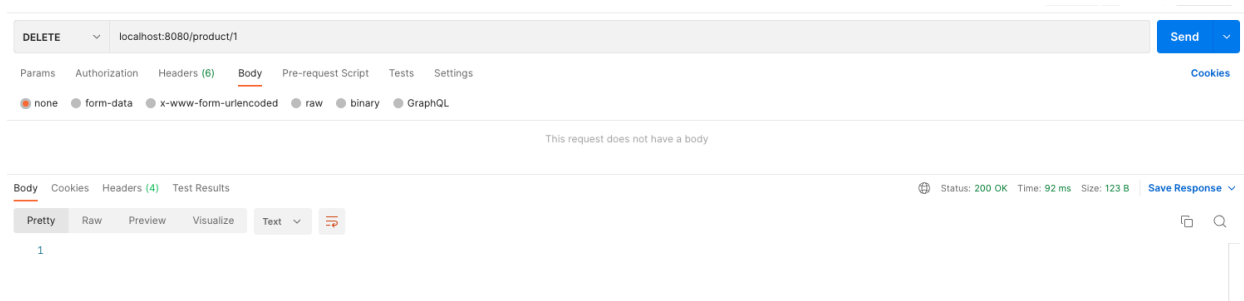 DELETE localhost:8080/product/1 Send
Params Authorization Headers (6) Body Pre-request Script Tests Settings Cookies
none form-data x-www-form-urlencoded raw binary GraphQL
This request does not have a body
Body Cookies Headers (4) Test Results Status: 200 OK Time: 92 ms Size: 123 B Save Response
Pretty Raw Preview Visualize Text
1